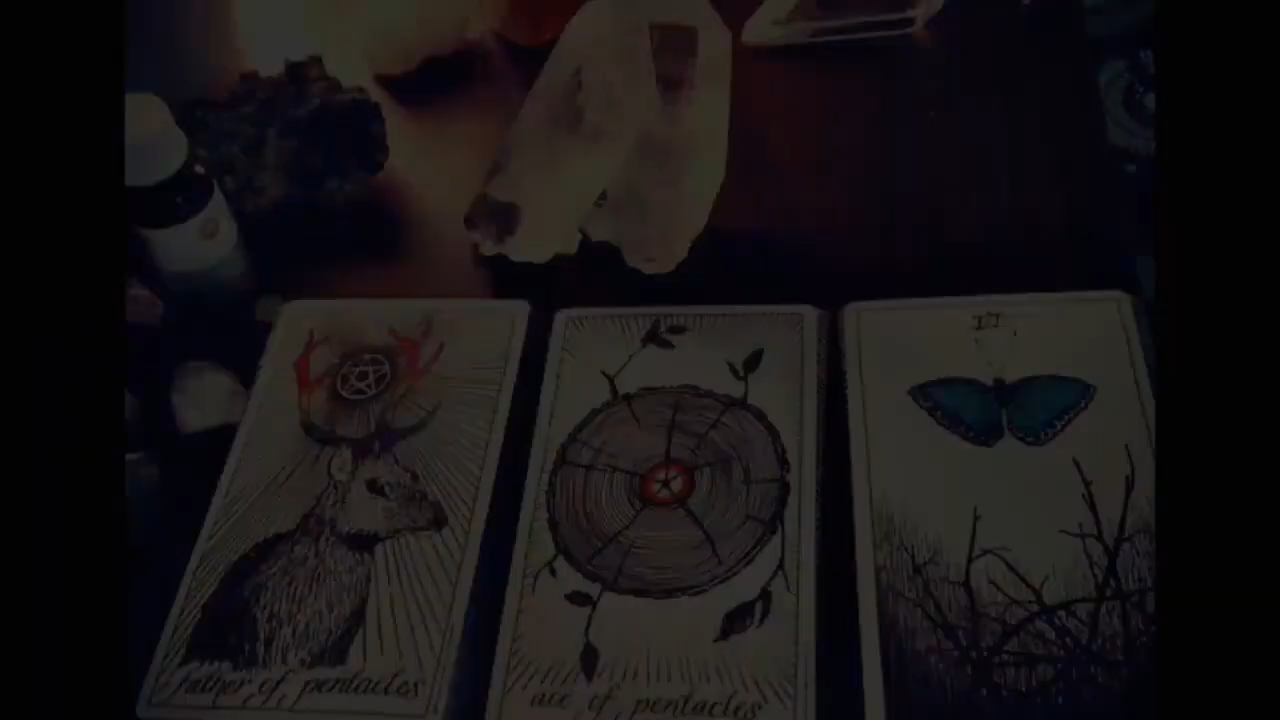 father of pentacles
ace of pentacles